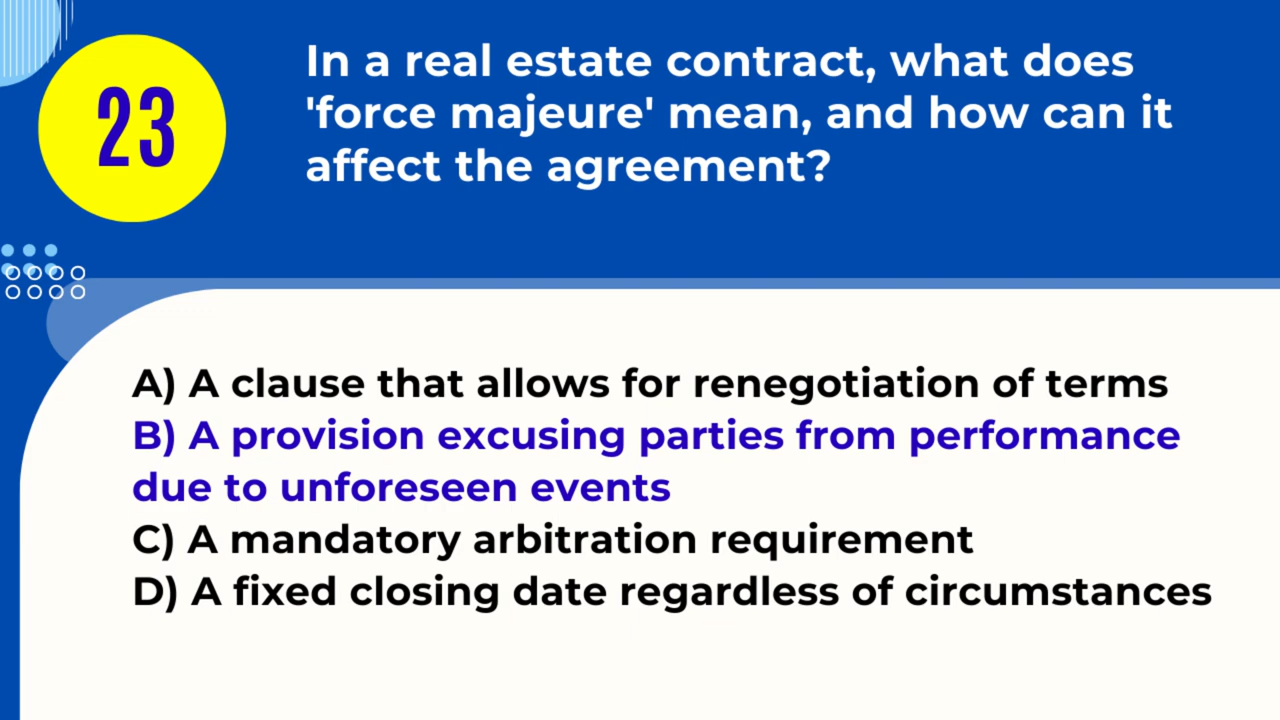 23
In a real estate contract, what does
'force majeure' mean, and how can it
affect the agreement?
A) A clause that allows for renegotiation of terms
B) A provision excusing parties from performance
due to unforeseen events
C) A mandatory arbitration requirement
D) A fixed closing date regardless of circumstances